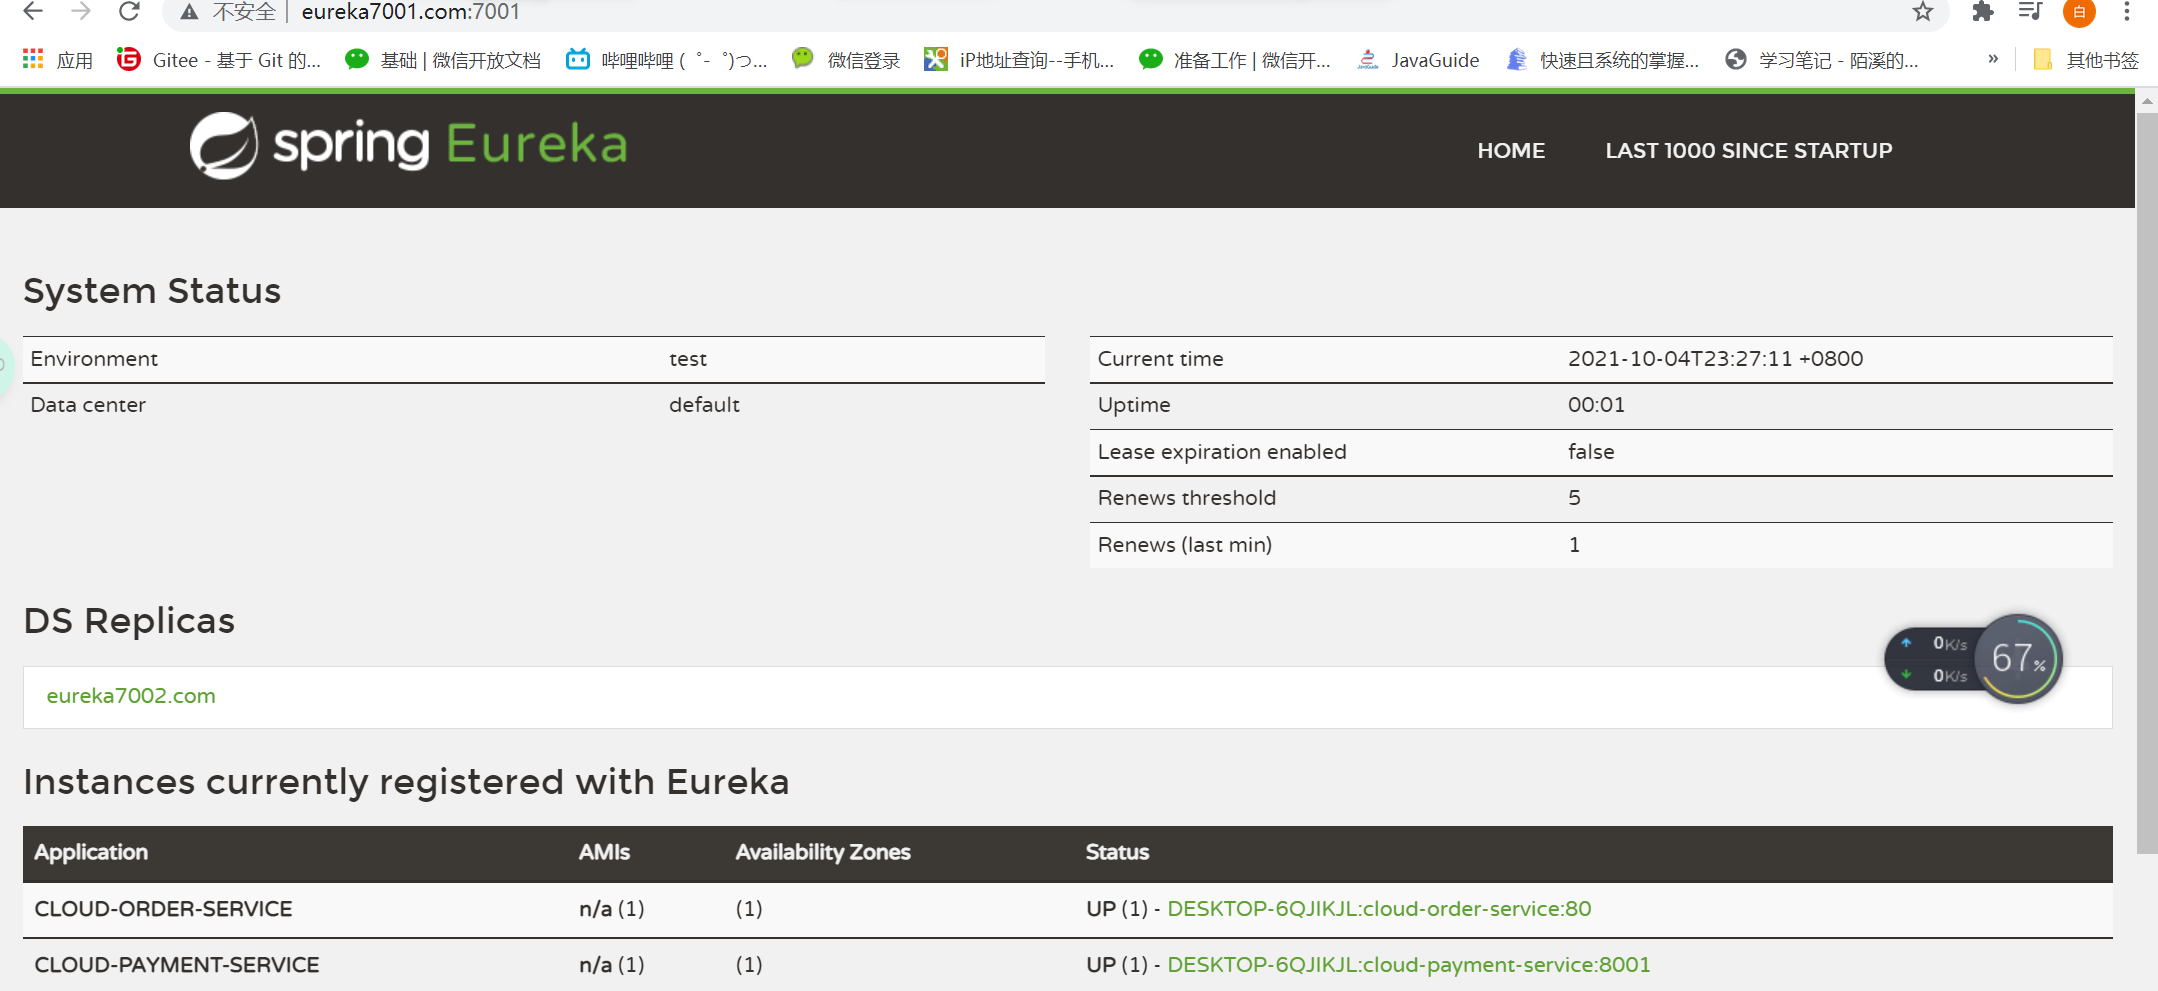 不安全 eureka7001.com:7001
应用 Gitee - 基于 Git 的... 基础 | 微信开放文档 哔哩哔哩 ( ゜- ゜)つ... 微信登录 iP地址查询--手机... 准备工作 | 微信开... JavaGuide 快速且系统的掌握... 学习笔记 - 陌溪的... » 其他书签
spring Eureka HOME LAST 1000 SINCE STARTUP
System Status
Environment test
Data center default
Current time 2021-10-04T23:27:11 +0800
Uptime 00:01
Lease expiration enabled false
Renews threshold 5
Renews (last min) 1
DS Replicas
eureka7002.com
0K/s
0K/s
67%
Instances currently registered with Eureka
Application AMIs Availability Zones Status
CLOUD-ORDER-SERVICE n/a (1) (1) UP (1) - DESKTOP-6QJIKJL:cloud-order-service:80
CLOUD-PAYMENT-SERVICE n/a (1) (1) UP (1) - DESKTOP-6QJIKJL:cloud-payment-service:8001